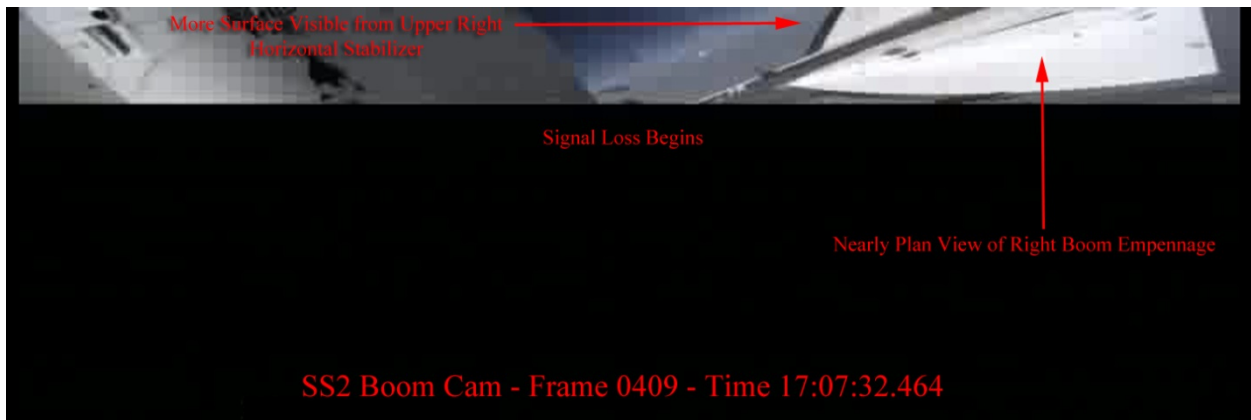 More Surface Visible from Upper Right
Horizontal Stabilizer
Signal Loss Begins
Nearly Plan View of Right Boom Empennage
SS2 Boom Cam - Frame 0409 - Time 17:07:32.464